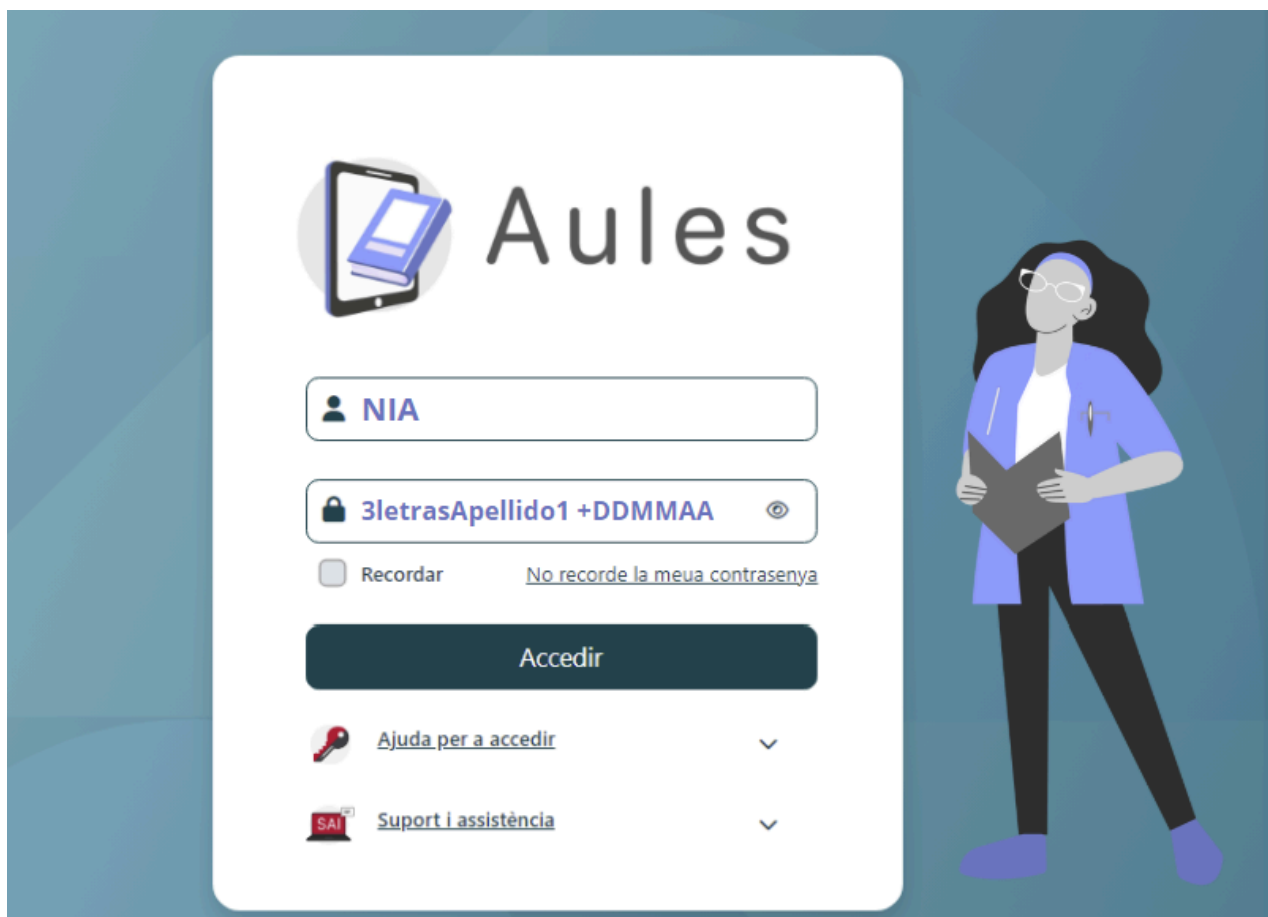 Aules
NIA
3letrasApellido1 +DDMMAA
Recordar No recorde la meua contrasenya
Accedir
Ajuda per a accedir
SAI Suport i assistència